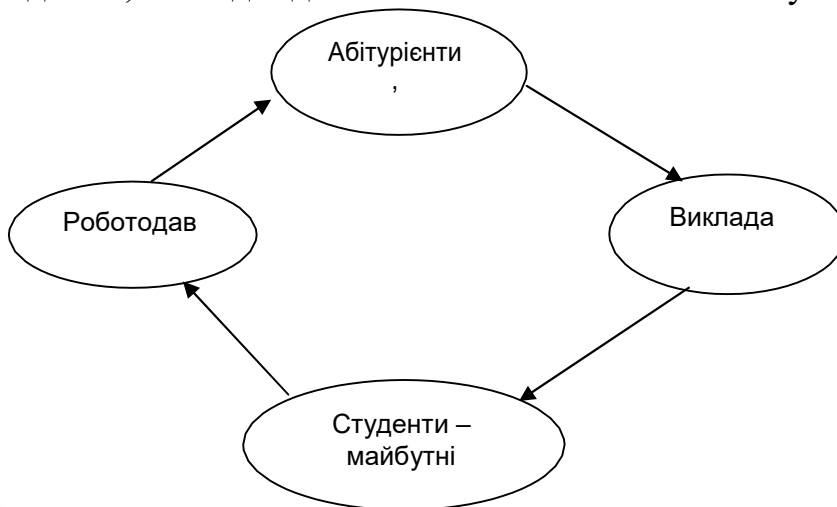 Абітурієнти
,
Роботодав
Виклада
Студенти –
майбутні